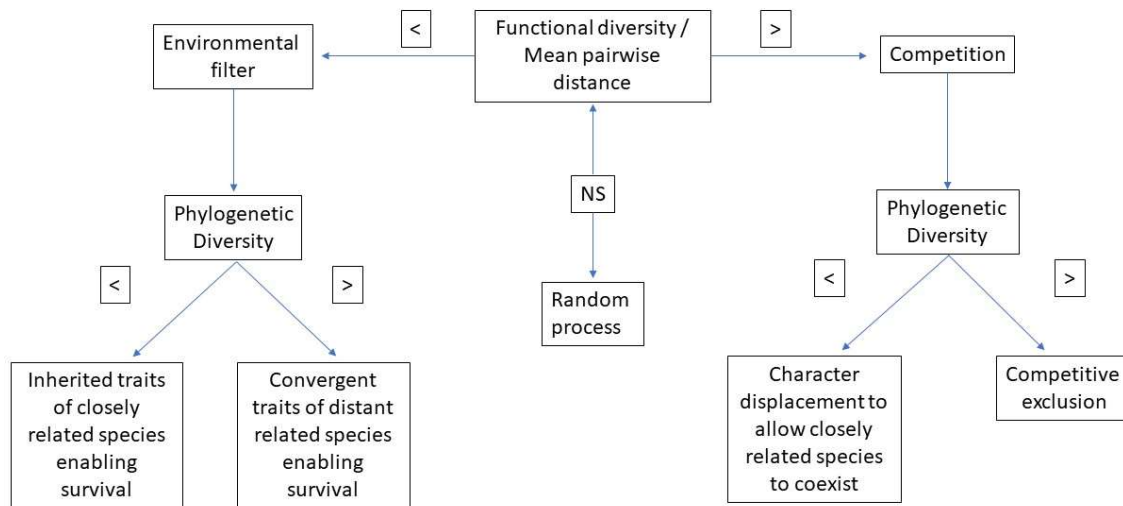 <
Functional diversity /
Mean pairwise
distance
>
Environmental
filter
Competition
NS
Phylogenetic
Diversity
Phylogenetic
Diversity
<
>
<
>
Random
process
Inherited traits
of closely
related species
enabling
survival
Convergent
traits of distant
related species
enabling
survival
Character
displacement to
allow closely
related species
to coexist
Competitive
exclusion